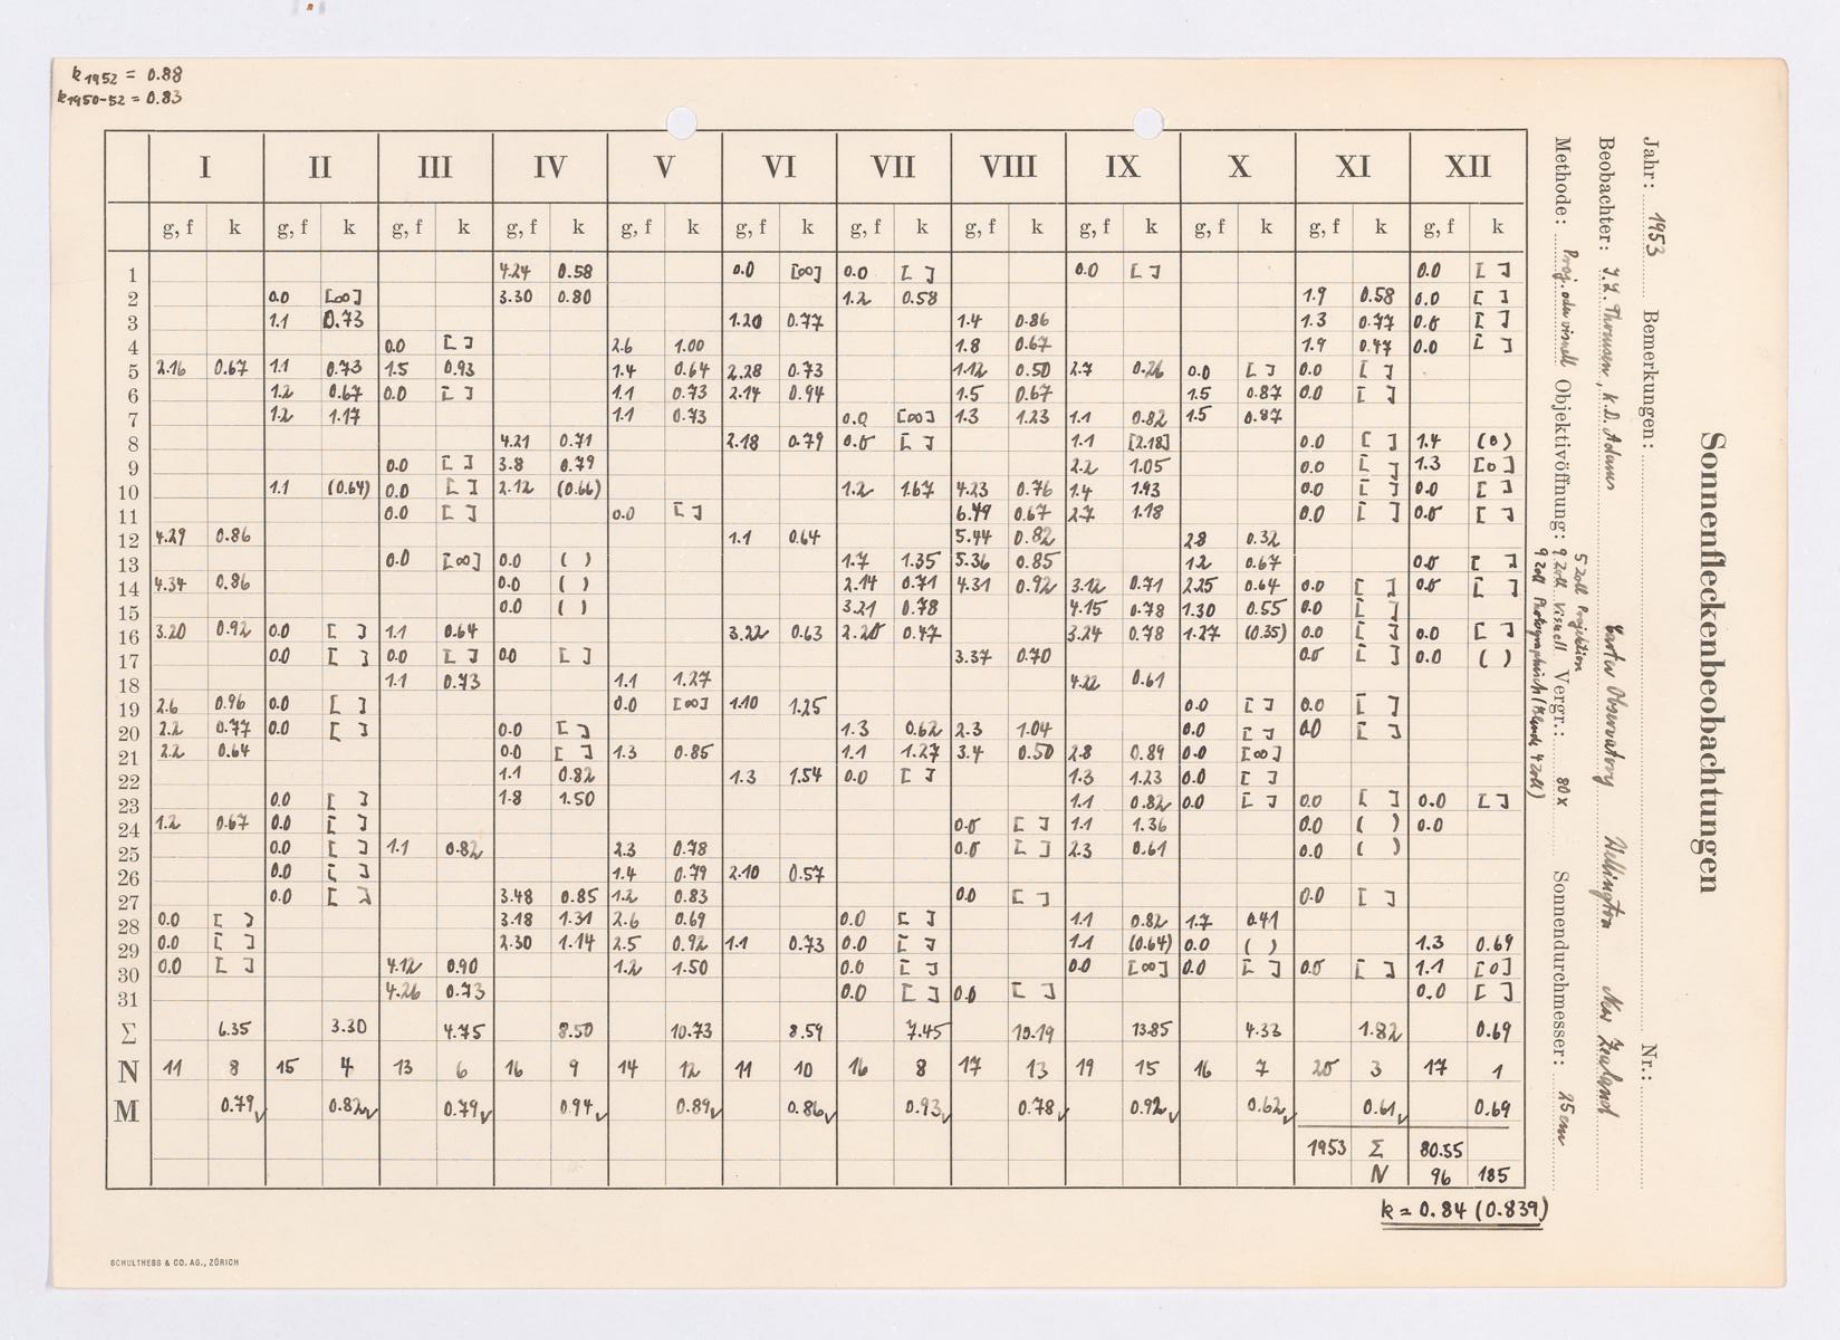 k1952 = 0.88
k1950-52 = 0.83
I II III IV V VI VII VIII IX X XI XII
g, f k g, f k g, f k g, f k g, f k g, f k g, f k g, f k g, f k g, f k g, f k g, f k
1 4.24 0.58 0.0 [∞] 0.0 [ ] 0.0 [ ] 0.0 [ ]
2 0.0 [∞] 3.30 0.80 1.2 0.58 1.9 0.58 0.0 [ ]
3 1.1 0.73 1.20 0.77 1.4 0.86 1.3 0.77 0.0 [ ]
4 0.0 [ ] 2.6 1.00 1.8 0.67 1.9 0.47 0.0 [ ]
5 2.16 0.67 1.1 0.73 1.5 0.93 1.4 0.64 2.28 0.73 1.12 0.50 2.7 0.26 0.0 [ ] 0.0 [ ]
6 1.2 0.67 0.0 [ ] 1.1 0.73 2.14 0.94 1.5 0.67 1.5 0.87 0.0 [ ]
7 1.2 1.17 1.1 0.73 0.0 [∞] 1.3 1.23 1.1 0.82 1.5 0.87
8 4.21 0.71 2.18 0.79 0.0 [ ] 1.1 [2.18] 0.0 [ ] 1.4 (0)
9 0.0 [ ] 3.8 0.79 2.2 1.05 0.0 [ ] 1.3 [0]
10 1.1 (0.64) 0.0 [ ] 2.12 (0.66) 1.2 1.67 4.23 0.76 1.4 1.93 0.0 [ ] 0.0 [ ]
11 0.0 [ ] 0.0 [ ] 6.49 0.67 2.7 1.18 0.0 [ ] 0.0 [ ]
12 4.29 0.86 1.1 0.64 5.44 0.82 2.8 0.32
13 0.0 [∞] 0.0 ( ) 1.7 1.35 5.36 0.85 1.2 0.67 0.0 [ ]
14 4.34 0.86 0.0 ( ) 2.14 0.71 4.31 0.92 3.12 0.71 2.25 0.64 0.0 [ ] 0.0 [ ]
15 0.0 ( ) 3.21 0.78 4.15 0.78 1.30 0.55 0.0 [ ]
16 3.20 0.92 0.0 [ ] 1.1 0.64 3.22 0.63 2.20 0.47 3.24 0.78 1.27 (0.35) 0.0 [ ] 0.0 [ ]
17 0.0 [ ] 0.0 [ ] 0.0 [ ] 3.37 0.70 0.0 [ ] 0.0 ( )
18 1.1 0.73 1.1 1.27 4.22 0.61
19 2.6 0.96 0.0 [ ] 0.0 [∞] 1.10 1.25 0.0 [ ] 0.0 [ ]
20 2.2 0.77 0.0 [ ] 0.0 [ ] 1.3 0.62 2.3 1.04 0.0 [ ] 0.0 [ ]
21 2.2 0.64 0.0 [ ] 1.3 0.85 1.1 1.27 3.4 0.50 2.8 0.89 0.0 [∞]
22 1.1 0.82 1.3 1.54 0.0 [ ] 1.3 1.23 0.0 [ ]
23 0.0 [ ] 1.8 1.50 1.1 0.82 0.0 [ ] 0.0 [ ] 0.0 [ ]
24 1.2 0.67 0.0 [ ] 0.0 [ ] 1.1 1.36 0.0 ( ) 0.0
25 0.0 [ ] 1.1 0.82 2.3 0.78 0.0 [ ] 2.3 0.61 0.0 ( )
26 0.0 [ ] 1.4 0.79 2.10 0.57
27 0.0 [ ] 3.48 0.85 1.2 0.83 0.0 [ ] 0.0 [ ]
28 0.0 [ ] 3.18 1.31 2.6 0.69 0.0 [ ] 1.1 0.82 1.7 0.41
29 0.0 [ ] 2.30 1.14 2.5 0.92 1.1 0.73 0.0 [ ] 1.1 (0.64) 0.0 ( ) 1.3 0.69
30 0.0 [ ] 4.12 0.90 1.2 1.50 0.0 [ ] 0.0 [∞] 0.0 [ ] 0.0 [ ] 1.1 [0]
31 4.26 0.73 0.0 [ ] 0.0 [ ] 0.0 [ ]
Σ 6.35 3.30 4.75 8.50 10.73 8.59 7.45 10.19 13.85 4.33 1.82 0.69
N 11 8 15 4 13 6 16 9 14 12 11 10 16 8 17 13 19 15 16 7 20 3 17 1
M 0.79 0.82 0.79 0.94 0.89 0.86 0.93 0.78 0.92 0.62 0.61 0.69
1953 Σ 80.55
N 96 185
k = 0.84 (0.839)
SCHULTHESS & CO. AG., ZÜRICH
Sonnenfleckenbeobachtungen
Jahr: 1953 Bemerkungen: Nr.:
Beobachter: I.L. Thomsen, K.D. Adams Carter Observatory Wellington New Zealand
Methode: Proj. oder visuell Objektivöffnung: 9 Zoll visuell Vergr.: 80x Sonnendurchmesser: 25 cm
5 Zoll Projektion
9 Zoll Photographisch (Blende 4 Zoll)